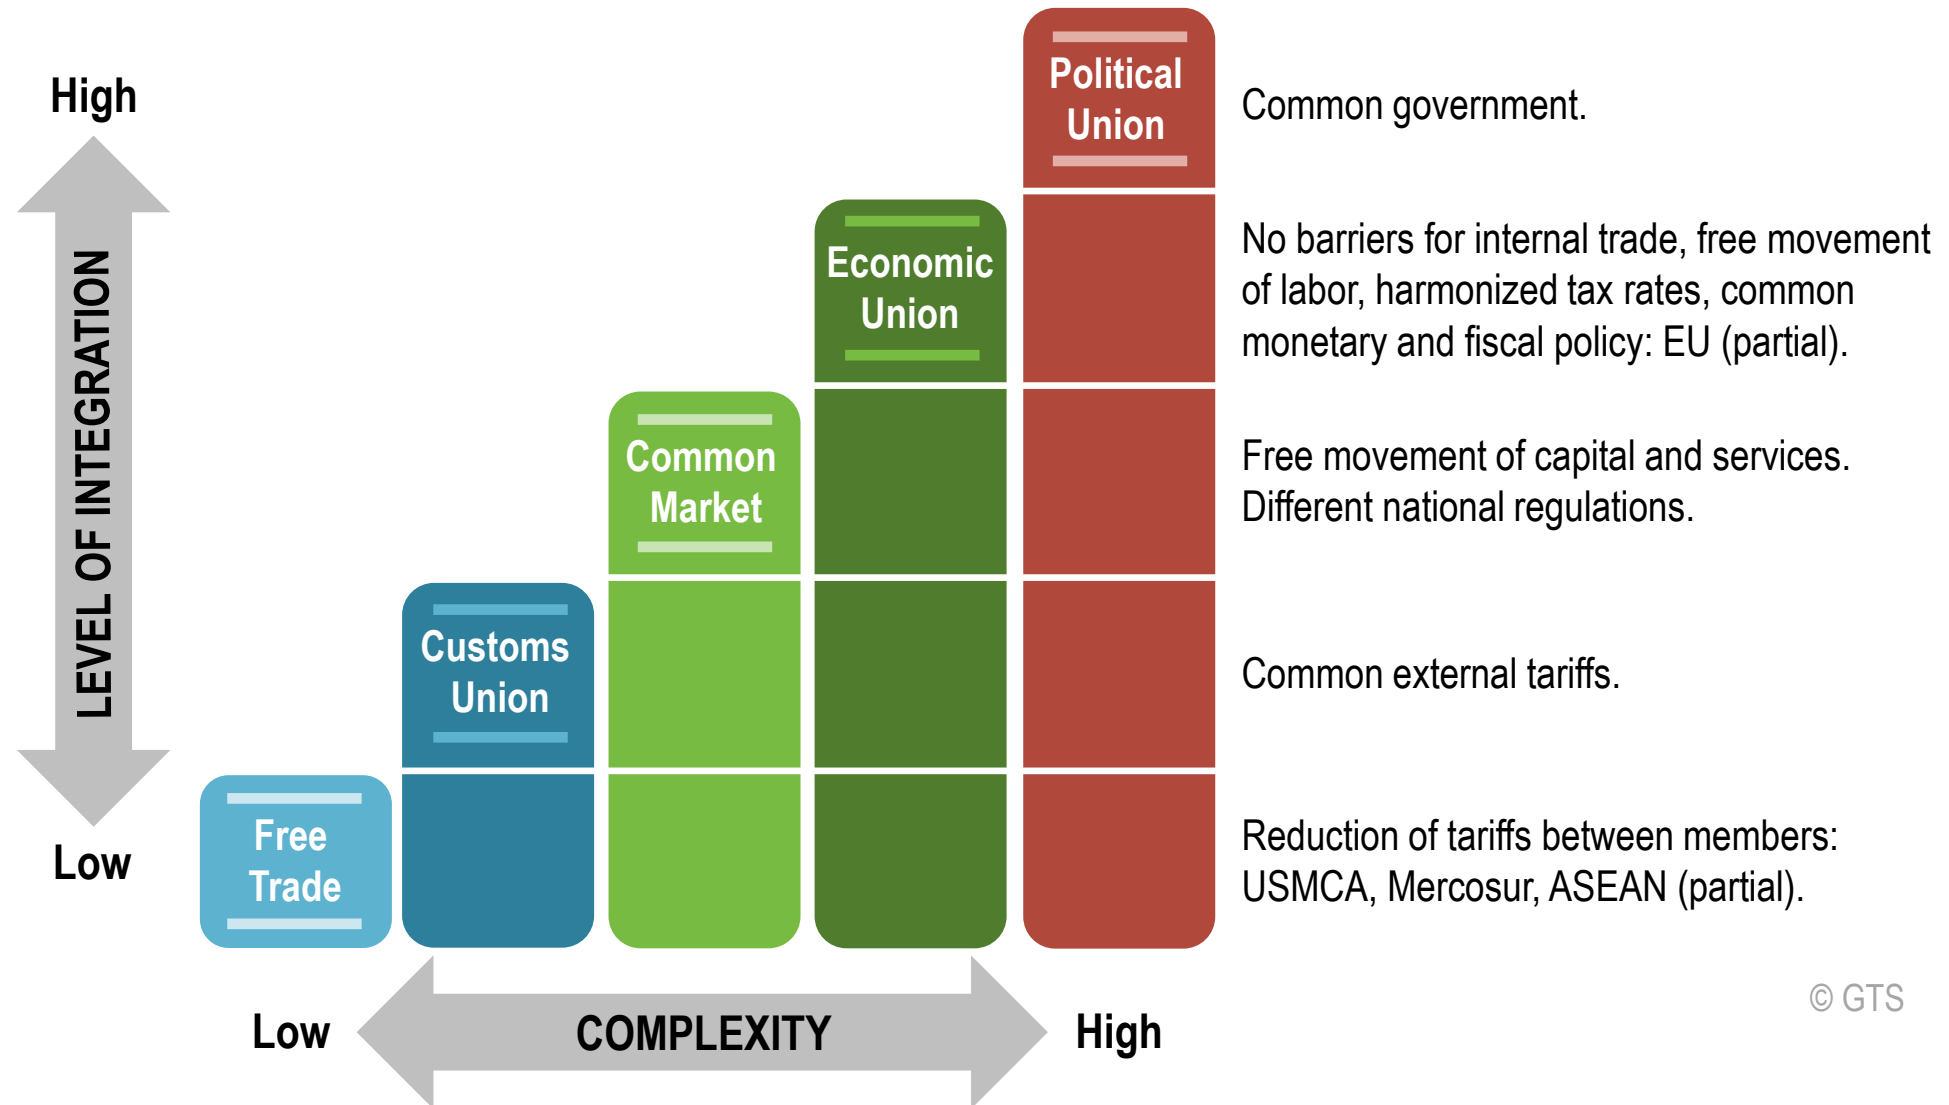 High
LEVEL OF INTEGRATION
Low
Political
Union
Common government.
Economic
Union
No barriers for internal trade, free movement
of labor, harmonized tax rates, common
monetary and fiscal policy: EU (partial).
Common
Market
Free movement of capital and services.
Different national regulations.
Customs
Union
Common external tariffs.
Free
Trade
Reduction of tariffs between members:
USMCA, Mercosur, ASEAN (partial).
Low
COMPLEXITY
High
© GTS